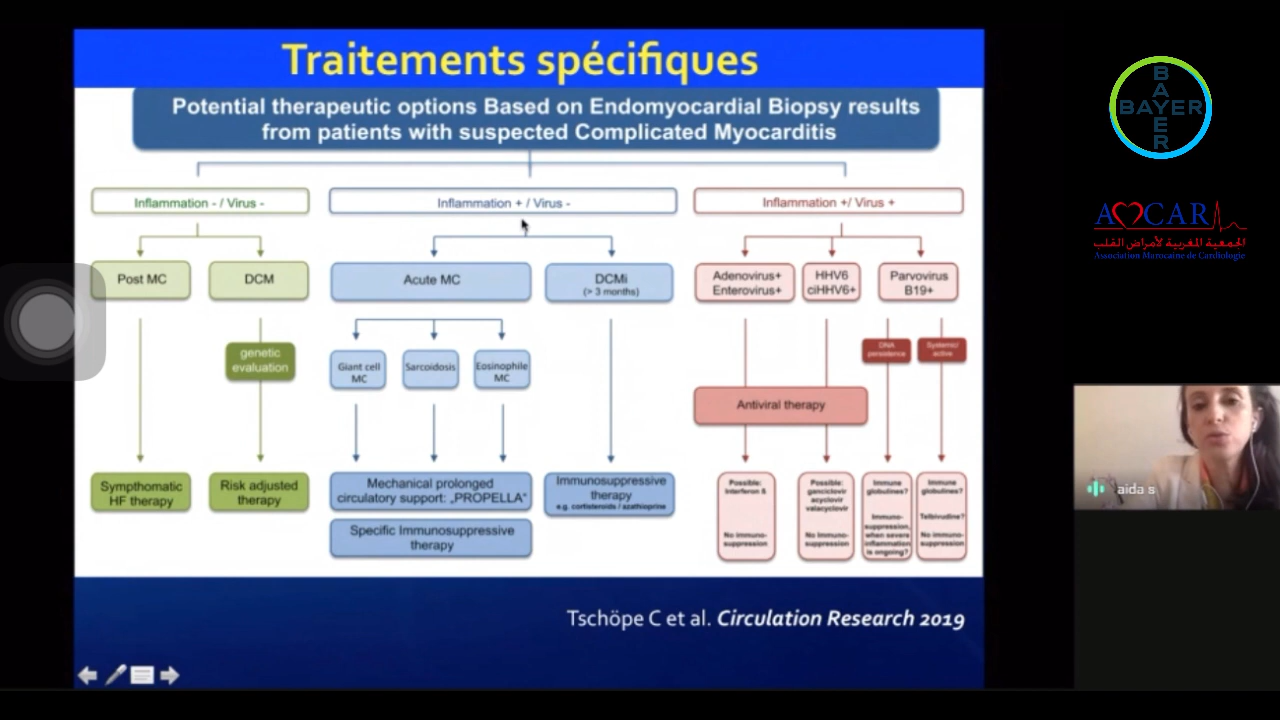 Traitements spécifiques
Potential therapeutic options Based on Endomyocardial Biopsy results
from patients with suspected Complicated Myocarditis
Inflammation - / Virus -
Inflammation + / Virus -
Inflammation +/ Virus +
Post MC
DCM
Acute MC
DCMi
(> 3 months)
Adenovirus+
Enterovirus+
HHV6
ciHHV6+
Parvovirus
B19+
genetic
evaluation
Giant cell
MC
Sarcoidosis
Eosinophile
MC
DNA
persistence
Systemic/
active
Antiviral therapy
Sympthomatic
HF therapy
Risk adjusted
therapy
Mechanical prolonged
circulatory support: „PROPELLA“
Specific Immosuppressive
therapy
Immunosuppressive
therapy
e.g. cortisteroids / azathioprine
Possible:
Interferon ß
No immuno-
suppression
Possible:
ganciclovir
acyclovir
valacyclovir
No Immuno-
suppression
Immune
globulines?
Immuno-
suppression,
when severe
inflammation
is ongoing?
Immune
globulines?
Telbivudine?
No immuno-
suppression
Tschöpe C et al. Circulation Research 2019
BAYER
BAYER
AMCAR
الجمعية المغربية لأمراض القلب
Association Marocaine de Cardiologie
aida s